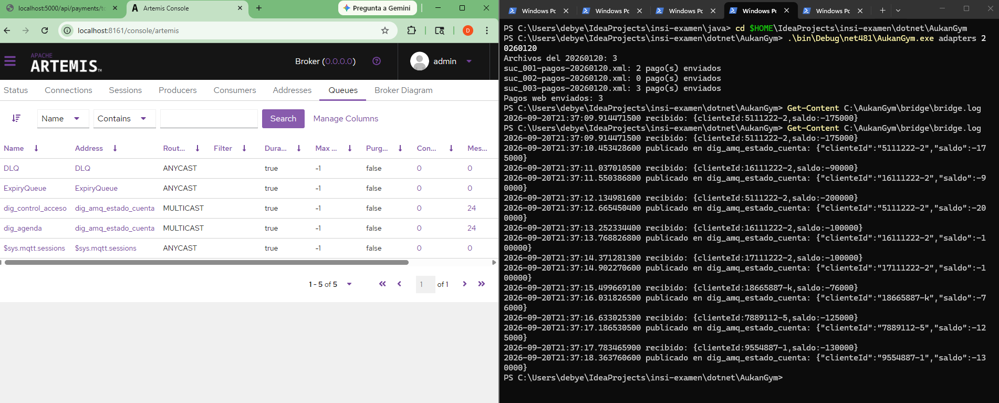 localhost:5000/api/payments/to
Artemis Console
Pregunta a Gemini
localhost:8161/console/artemis
D
APACHE
ARTEMIS™
Broker (0.0.0.0)
admin
Status Connections Sessions Producers Consumers Addresses Queues Broker Diagram
Name Contains Search Manage Columns
Name Address Rout... Filter Dura... Max ... Purg... Con... Mes...
DLQ DLQ ANYCAST true -1 false 0 0
ExpiryQueue ExpiryQueue ANYCAST true -1 false 0 0
dig_control_acceso dig_amq_estado_cuenta MULTICAST true -1 false 0 24
dig_agenda dig_amq_estado_cuenta MULTICAST true -1 false 0 24
$sys.mqtt.sessions $sys.mqtt.sessions ANYCAST true -1 false 0 0
1 - 5 of 5 1 of 1
Windows Pc Windows Pc Windows Pc Windows Pc Windows Pc
PS C:\Users\debye\IdeaProjects\insi-examen\java> cd $HOME\IdeaProjects\insi-examen\dotnet\AukanGym
PS C:\Users\debye\IdeaProjects\insi-examen\dotnet\AukanGym> .\bin\Debug\net481\AukanGym.exe adapters 2
0260120
Archivos del 20260120: 3
suc_001-pagos-20260120.xml: 2 pago(s) enviados
suc_002-pagos-20260120.xml: 0 pago(s) enviados
suc_003-pagos-20260120.xml: 3 pago(s) enviados
Pagos web enviados: 3
PS C:\Users\debye\IdeaProjects\insi-examen\dotnet\AukanGym> Get-Content C:\AukanGym\bridge\bridge.log
2026-09-20T21:37:09.914471500 recibido: {clienteId:5111222-2,saldo:-175000}
PS C:\Users\debye\IdeaProjects\insi-examen\dotnet\AukanGym> Get-Content C:\AukanGym\bridge\bridge.log
2026-09-20T21:37:09.914471500 recibido: {clienteId:5111222-2,saldo:-175000}
2026-09-20T21:37:10.453428600 publicado en dig_amq_estado_cuenta: {"clienteId":"5111222-2","saldo":-17
5000}
2026-09-20T21:37:11.037010500 recibido: {clienteId:16111222-2,saldo:-90000}
2026-09-20T21:37:11.550386800 publicado en dig_amq_estado_cuenta: {"clienteId":"16111222-2","saldo":-9
0000}
2026-09-20T21:37:12.134981600 recibido: {clienteId:5111222-2,saldo:-200000}
2026-09-20T21:37:12.665450400 publicado en dig_amq_estado_cuenta: {"clienteId":"5111222-2","saldo":-20
0000}
2026-09-20T21:37:13.252334400 recibido: {clienteId:16111222-2,saldo:-100000}
2026-09-20T21:37:13.768826800 publicado en dig_amq_estado_cuenta: {"clienteId":"16111222-2","saldo":-1
00000}
2026-09-20T21:37:14.371281300 recibido: {clienteId:17111222-2,saldo:-100000}
2026-09-20T21:37:14.902270600 publicado en dig_amq_estado_cuenta: {"clienteId":"17111222-2","saldo":-1
00000}
2026-09-20T21:37:15.499669100 recibido: {clienteId:18665887-k,saldo:-76000}
2026-09-20T21:37:16.031826500 publicado en dig_amq_estado_cuenta: {"clienteId":"18665887-k","saldo":-7
6000}
2026-09-20T21:37:16.633025300 recibido: {clienteId:7889112-5,saldo:-125000}
2026-09-20T21:37:17.186530500 publicado en dig_amq_estado_cuenta: {"clienteId":"7889112-5","saldo":-12
5000}
2026-09-20T21:37:17.783465900 recibido: {clienteId:9554887-1,saldo:-130000}
2026-09-20T21:37:18.363760600 publicado en dig_amq_estado_cuenta: {"clienteId":"9554887-1","saldo":-13
0000}
PS C:\Users\debye\IdeaProjects\insi-examen\dotnet\AukanGym>